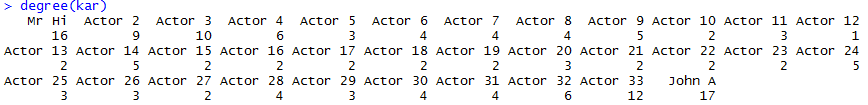 > degree(kar)
Mr Hi Actor 2 Actor 3 Actor 4 Actor 5 Actor 6 Actor 7 Actor 8 Actor 9 Actor 10 Actor 11 Actor 12
16 9 10 6 3 4 4 4 5 2 3 1
Actor 13 Actor 14 Actor 15 Actor 16 Actor 17 Actor 18 Actor 19 Actor 20 Actor 21 Actor 22 Actor 23 Actor 24
2 5 2 2 2 2 2 3 2 2 2 5
Actor 25 Actor 26 Actor 27 Actor 28 Actor 29 Actor 30 Actor 31 Actor 32 Actor 33 John A
3 3 2 4 3 4 4 6 12 17